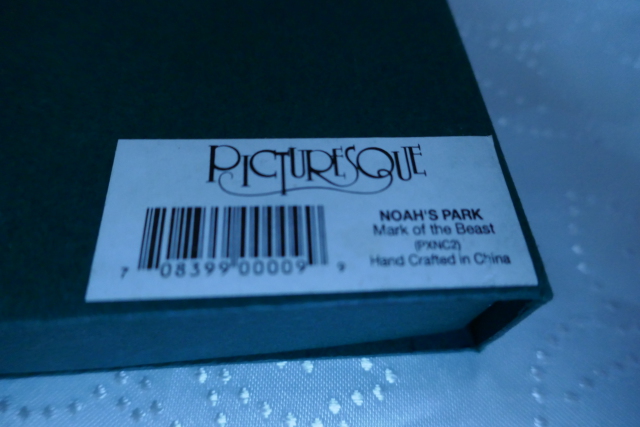 PICTURESQUE
NOAH'S PARK
Mark of the Beast
(PXNC2)
Hand Crafted in China
7 08399 00009 9